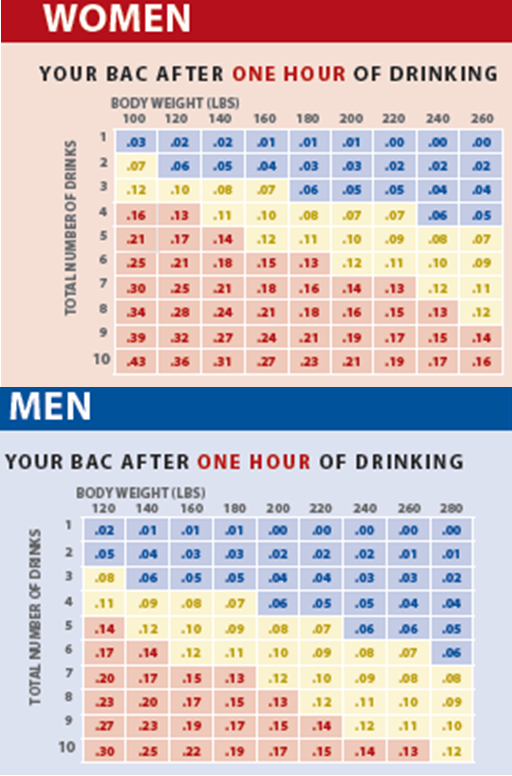 WOMEN
YOUR BAC AFTER ONE HOUR OF DRINKING
BODY WEIGHT (LBS)
100 120 140 160 180 200 220 240 260
TOTAL NUMBER OF DRINKS
1 .03 .02 .02 .01 .01 .01 .00 .00 .00
2 .07 .06 .05 .04 .03 .03 .02 .02 .02
3 .12 .10 .08 .07 .06 .05 .05 .04 .04
4 .16 .13 .11 .10 .08 .07 .07 .06 .05
5 .21 .17 .14 .12 .11 .10 .09 .08 .07
6 .25 .21 .18 .15 .13 .12 .11 .10 .09
7 .30 .25 .21 .18 .16 .14 .13 .12 .11
8 .34 .28 .24 .21 .18 .16 .15 .13 .12
9 .39 .32 .27 .24 .21 .19 .17 .15 .14
10 .43 .36 .31 .27 .23 .21 .19 .17 .16
MEN
YOUR BAC AFTER ONE HOUR OF DRINKING
BODY WEIGHT (LBS)
120 140 160 180 200 220 240 260 280
TOTAL NUMBER OF DRINKS
1 .02 .01 .01 .01 .00 .00 .00 .00 .00
2 .05 .04 .03 .03 .02 .02 .02 .01 .01
3 .08 .06 .05 .05 .04 .04 .03 .03 .02
4 .11 .09 .08 .07 .06 .05 .05 .04 .04
5 .14 .12 .10 .09 .08 .07 .06 .06 .05
6 .17 .14 .12 .11 .10 .09 .08 .07 .06
7 .20 .17 .15 .13 .12 .10 .09 .08 .08
8 .23 .20 .17 .15 .13 .12 .11 .10 .09
9 .27 .23 .19 .17 .15 .14 .12 .11 .10
10 .30 .25 .22 .19 .17 .15 .14 .13 .12